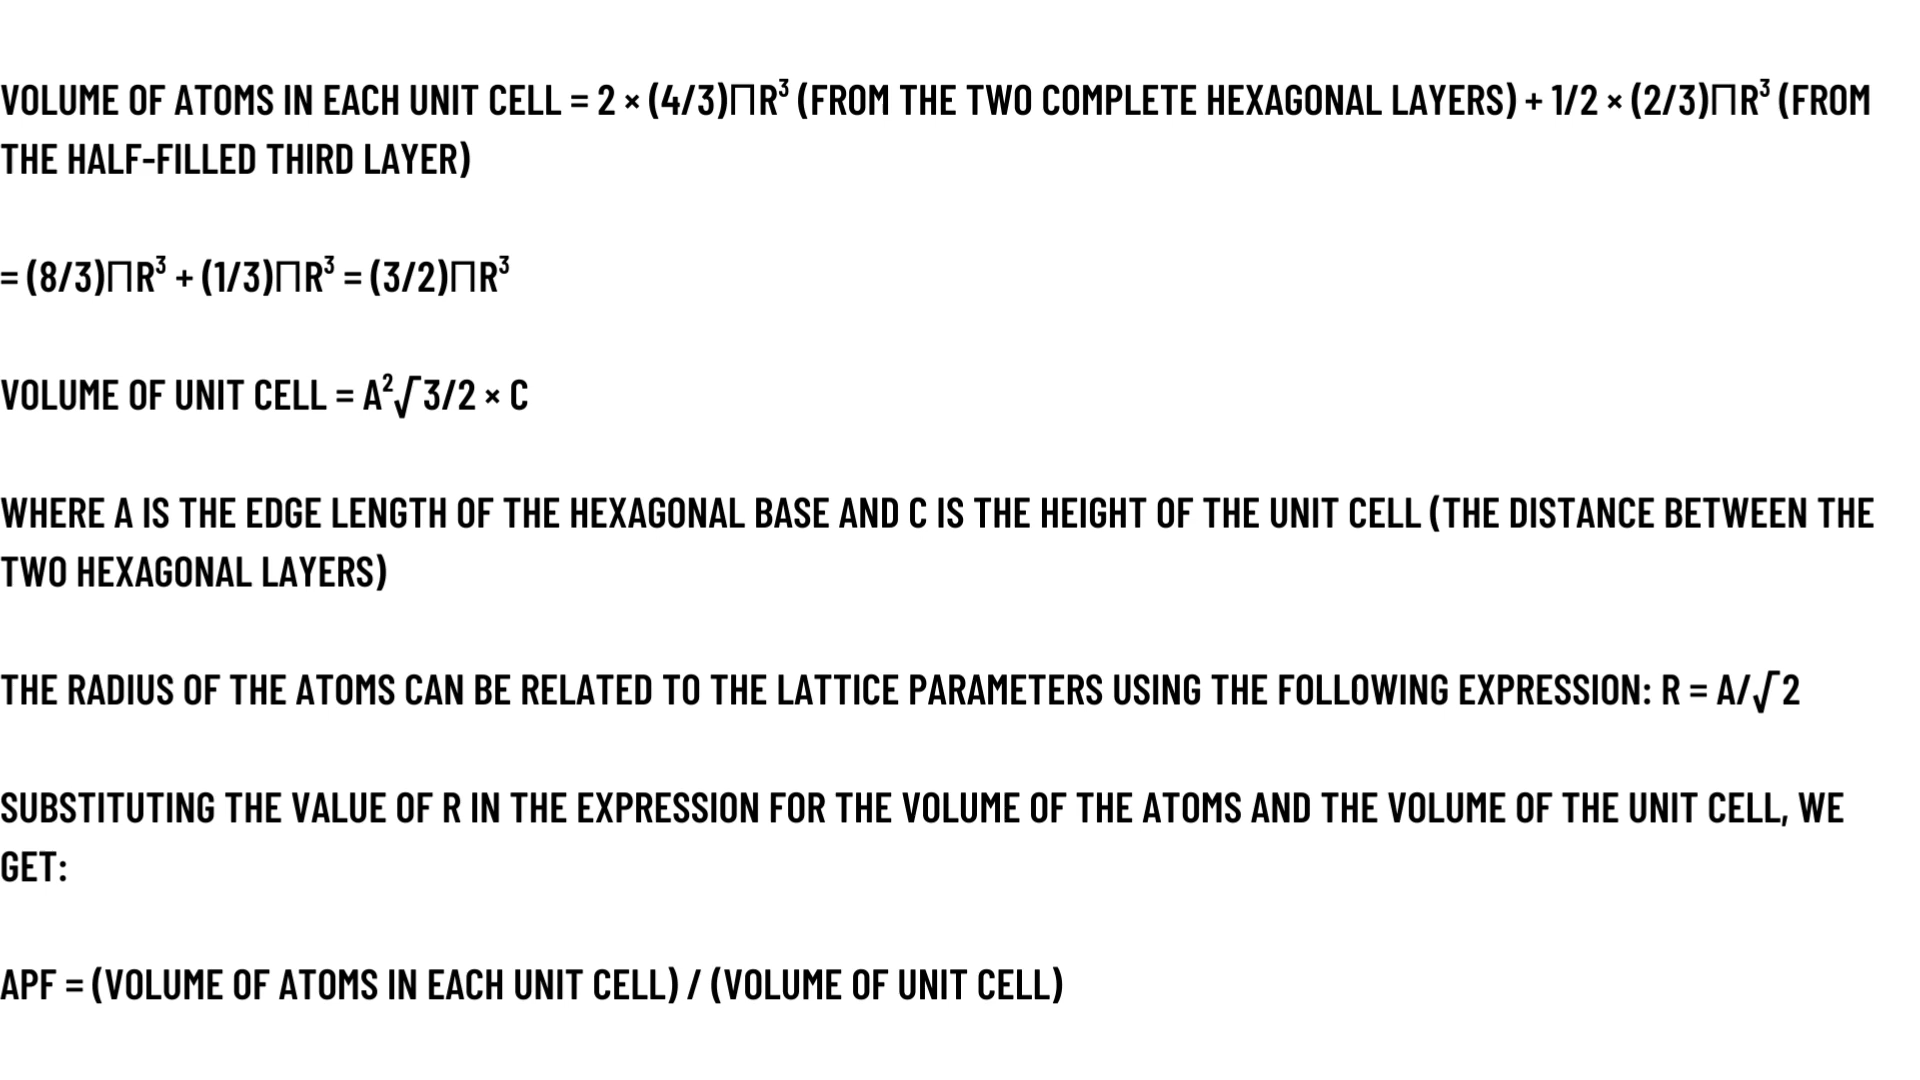 VOLUME OF ATOMS IN EACH UNIT CELL = 2 × (4/3)ΠR³ (FROM THE TWO COMPLETE HEXAGONAL LAYERS) + 1/2 × (2/3)ΠR³ (FROM
THE HALF-FILLED THIRD LAYER)
= (8/3)ΠR³ + (1/3)ΠR³ = (3/2)ΠR³
VOLUME OF UNIT CELL = A²√3/2 × C
WHERE A IS THE EDGE LENGTH OF THE HEXAGONAL BASE AND C IS THE HEIGHT OF THE UNIT CELL (THE DISTANCE BETWEEN THE
TWO HEXAGONAL LAYERS)
THE RADIUS OF THE ATOMS CAN BE RELATED TO THE LATTICE PARAMETERS USING THE FOLLOWING EXPRESSION: R = A/√2
SUBSTITUTING THE VALUE OF R IN THE EXPRESSION FOR THE VOLUME OF THE ATOMS AND THE VOLUME OF THE UNIT CELL, WE
GET:
APF = (VOLUME OF ATOMS IN EACH UNIT CELL) / (VOLUME OF UNIT CELL)